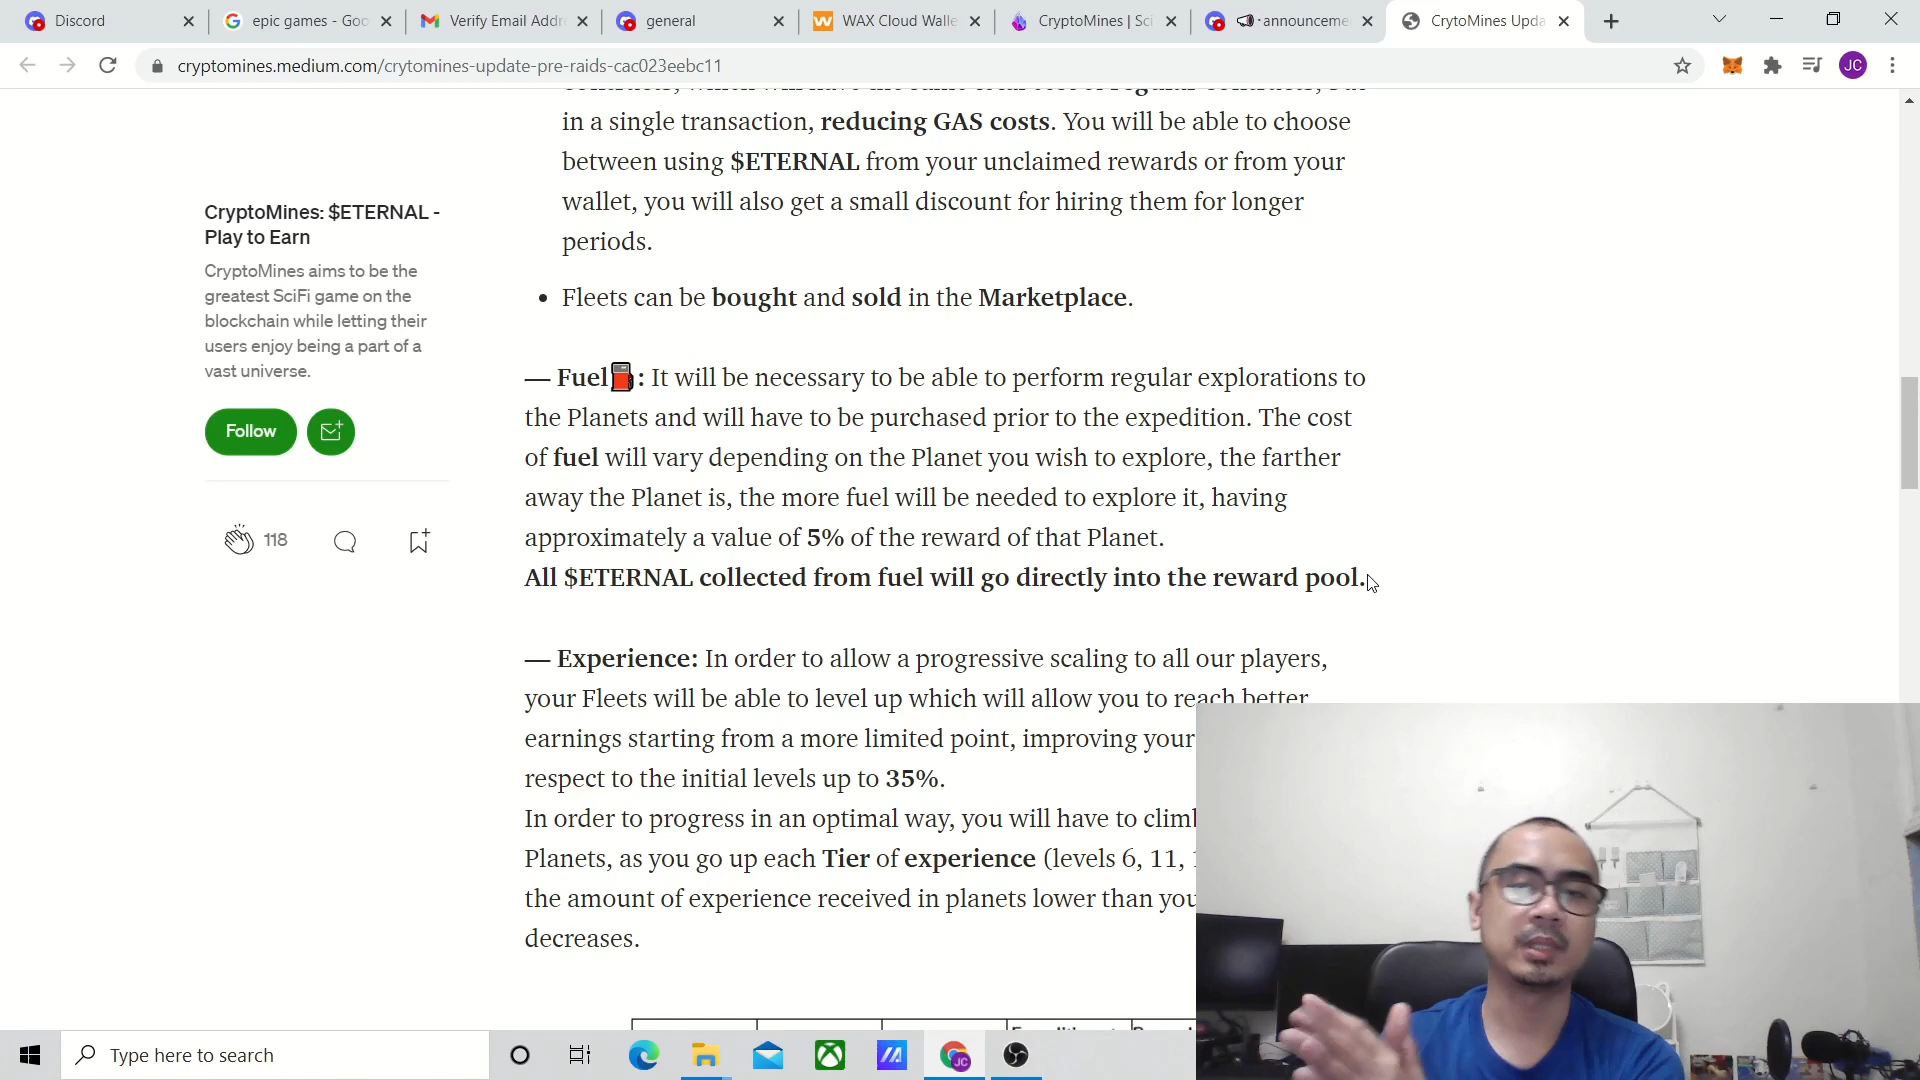 Discord
epic games - Goo
Verify Email Addr
general
WAX Cloud Walle
CryptoMines | Sci
announceme
CrytoMines Upda
cryptomines.medium.com/crytomines-update-pre-raids-cac023eebc11
JC
in a single transaction, reducing GAS costs. You will be able to choose
between using $ETERNAL from your unclaimed rewards or from your
wallet, you will also get a small discount for hiring them for longer
periods.
• Fleets can be bought and sold in the Marketplace.
CryptoMines: $ETERNAL -
Play to Earn
CryptoMines aims to be the
greatest SciFi game on the
blockchain while letting their
users enjoy being a part of a
vast universe.
Follow
118
— Fuel⛽: It will be necessary to be able to perform regular explorations to
the Planets and will have to be purchased prior to the expedition. The cost
of fuel will vary depending on the Planet you wish to explore, the farther
away the Planet is, the more fuel will be needed to explore it, having
approximately a value of 5% of the reward of that Planet.
All $ETERNAL collected from fuel will go directly into the reward pool.
— Experience: In order to allow a progressive scaling to all our players,
your Fleets will be able to level up which will allow you to reach better
earnings starting from a more limited point, improving your
respect to the initial levels up to 35%.
In order to progress in an optimal way, you will have to climb
Planets, as you go up each Tier of experience (levels 6, 11,
the amount of experience received in planets lower than you
decreases.
Type here to search